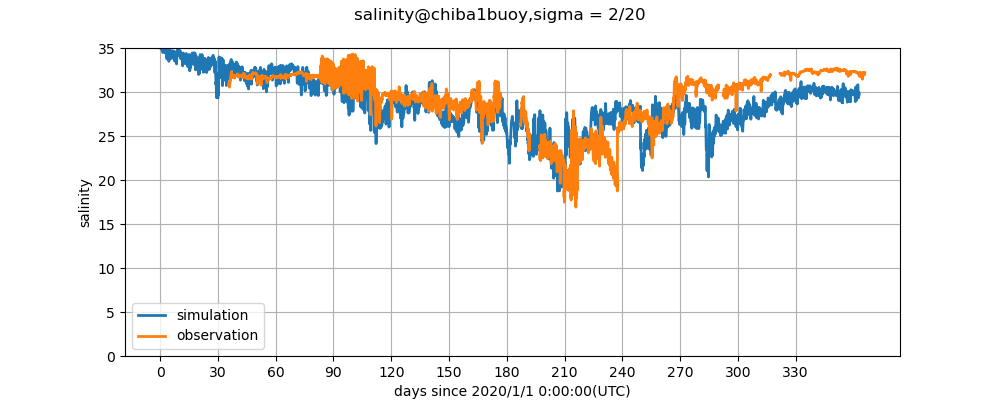 salinity@chiba1buoy,sigma = 2/20
35
30
25
20
15
10
5
0
salinity
simulation
observation
0 30 60 90 120 150 180 210 240 270 300 330
days since 2020/1/1 0:00:00(UTC)